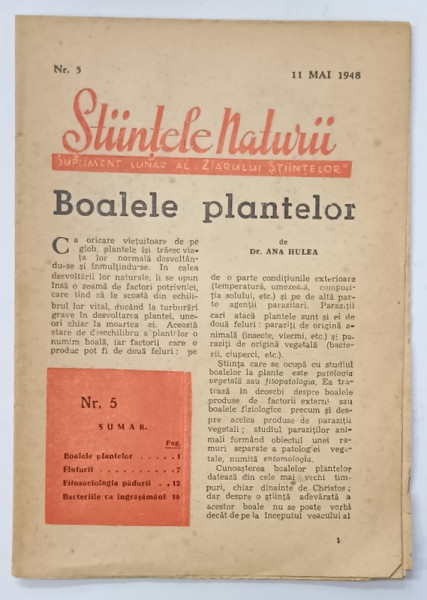 Nr. 5
11 MAI 1948
Stiințele Naturii
SUPLIMENT LUNAR AL „ZIARULUI ȘTIINȚELOR"
Boalele plantelor
Ca oricare viețuitoare de pe
glob, plantele își trăesc via-
ța lor normală desvoltân-
du-se și înmulțindu-se. In calea
desvoltării lor naturale, li se opun
însă o seamă de factori potrivnici,
care tind să le scoată din echili-
brul lor vital, ducând la turburări
grave în desvoltarea plantei, une-
ori chiar la moartea ei. Această
stare de desechilibru a plantelor o
numim boală, iar factorii care o
produc pot fi de două feluri: pe
Nr. 5
SUMAR.
Pag.
Boalele plantelor . . . . . 1
Fluturii . . . . . . . . . . 7
Fitosociologia pădurii . . 12
Bacteriile ca îngrășământ 16
de
Dr. ANA HULEA
de o parte condițiunile exterioare
(temperatură, umezeală, compozi-
ția solului, etc.) și pe de altă par-
te agenții parazitari. Paraziții
cari atacă plantele sunt și ei de
două feluri: paraziți de origină a-
nimală (insecte, viermi, etc.) și pa-
raziți de origină vegetală (bacte-
rii, ciuperci, etc.).
Știința care se ocupă cu studiul
boalelor la plante este patologia
vegetală sau fitopatologia. Ea tra-
tează în deosebi despre boalele
produse de factorii externi sau
boalele fiziologice precum și des-
pre acelea produse de paraziții
vegetali; studiul paraziților ani-
mali formând obiectul unei ra-
muri separate a patologiei vege-
tale, numită entomologia.
Cunoașterea boalelor plantelor
datează din cele mai vechi tim-
puri, chiar dinainte de Christos;
dar despre o știință adevărată a
acestor boale nu se poate vorbi
decât de pe la începutul veacului al
1